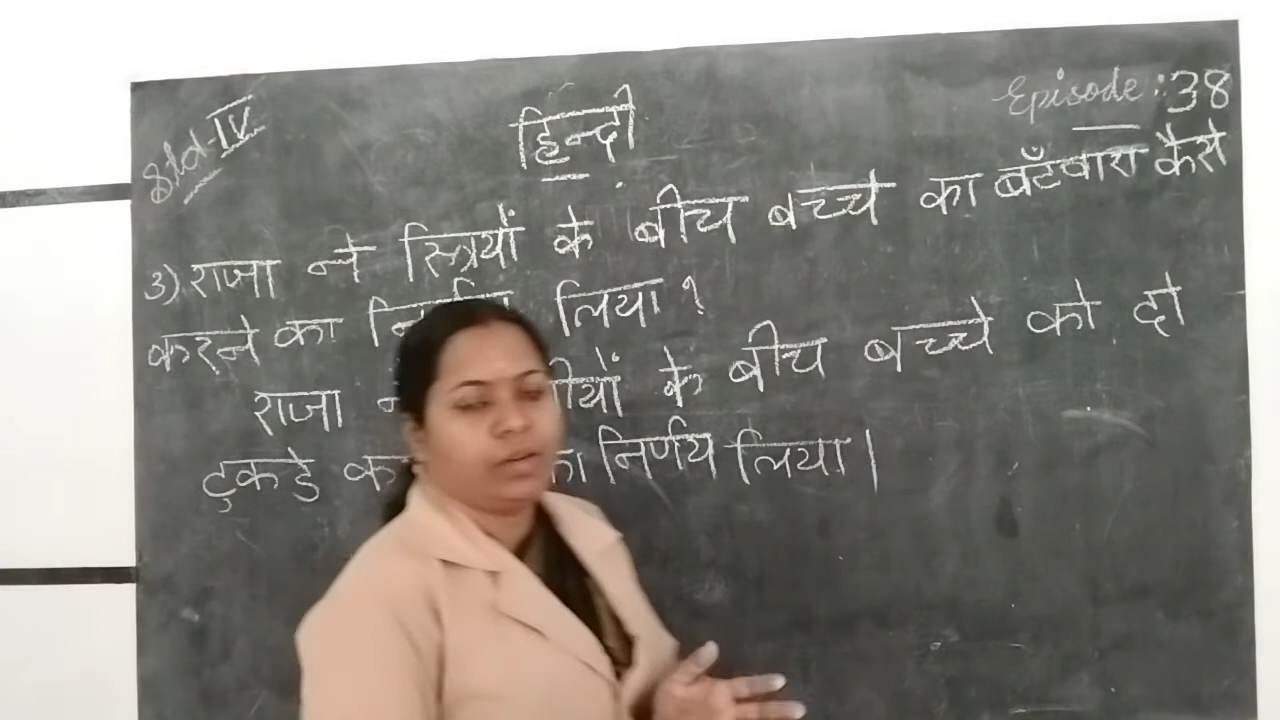 Std-IV
हिन्दी
Episode: 38
3) राजा ने स्त्रियों के बीच बच्चे का बँटवारा कैसे
करने का लिया?
राजा के बीच बच्चे को दो
टुकड़े निर्णय लिया।